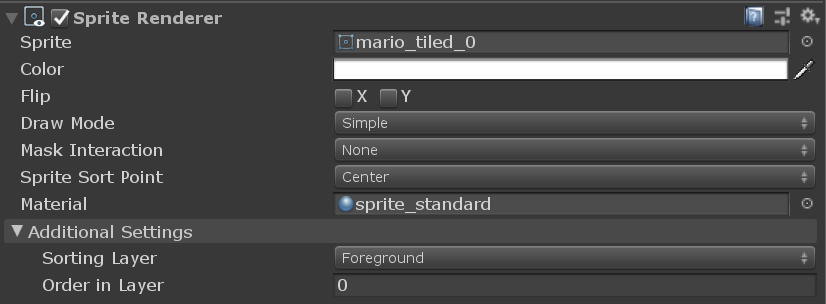 Sprite Renderer
Sprite mario_tiled_0
Color
Flip X Y
Draw Mode Simple
Mask Interaction None
Sprite Sort Point Center
Material sprite_standard
Additional Settings
Sorting Layer Foreground
Order in Layer 0